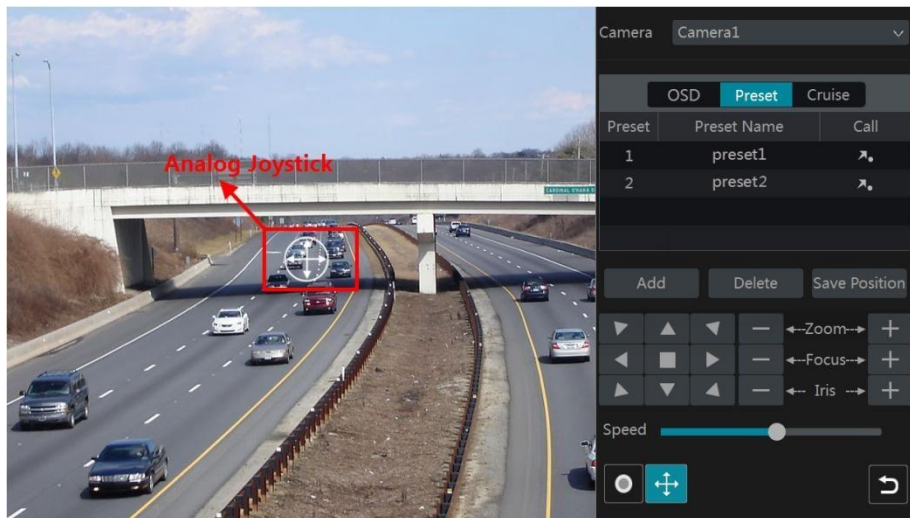 Camera Camera1
OSD Preset Cruise
Preset Preset Name Call
1 preset1
2 preset2
Analog Joystick
Add Delete Save Position
Zoom
Focus
Iris
Speed